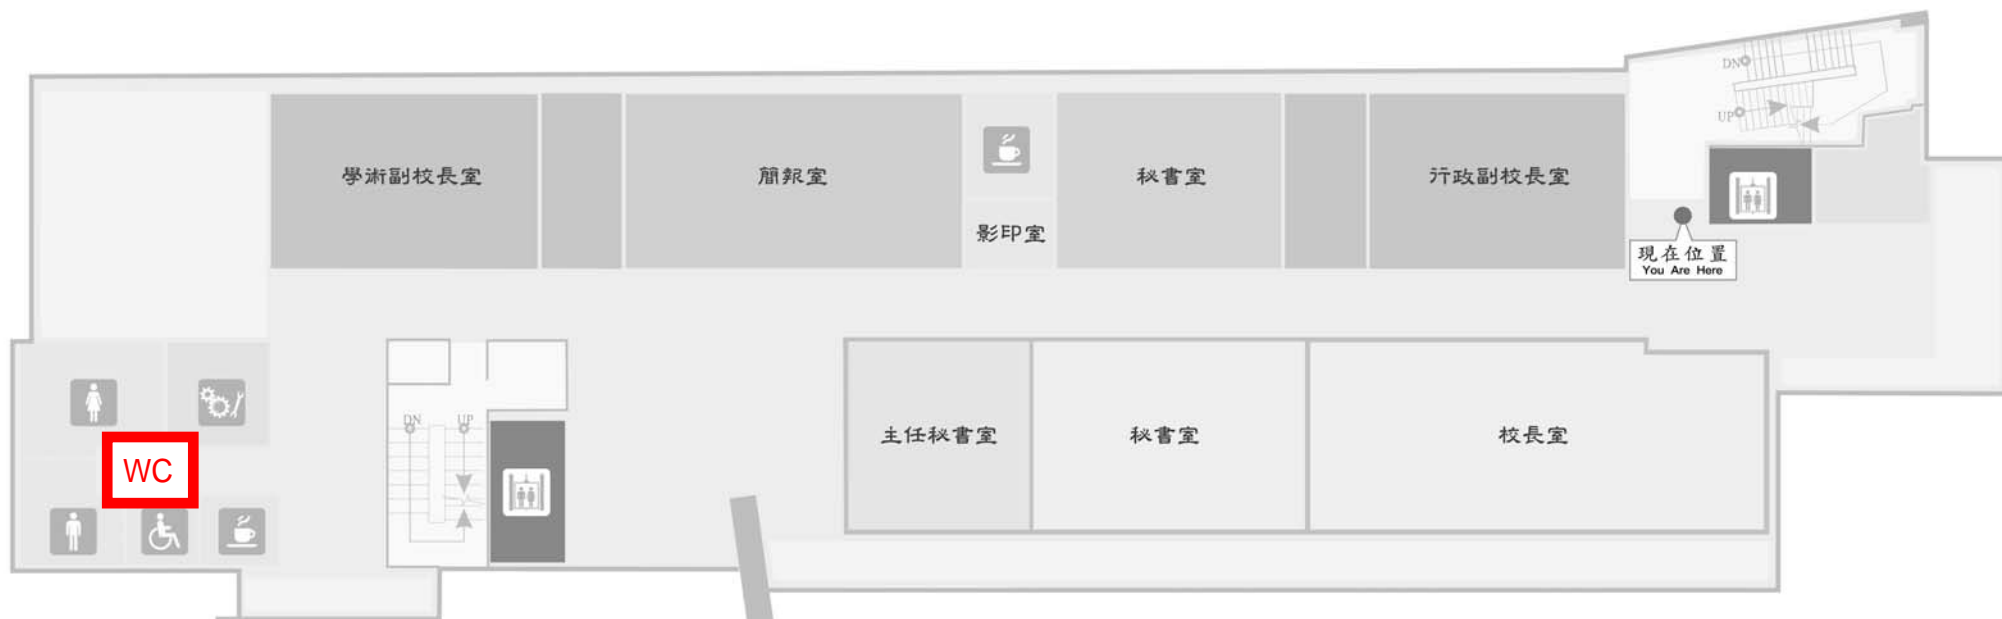 DN
UP
學術副校長室
簡報室
秘書室
行政副校長室
影印室
現在位置
You Are Here
DN
UP
主任秘書室
秘書室
校長室
WC